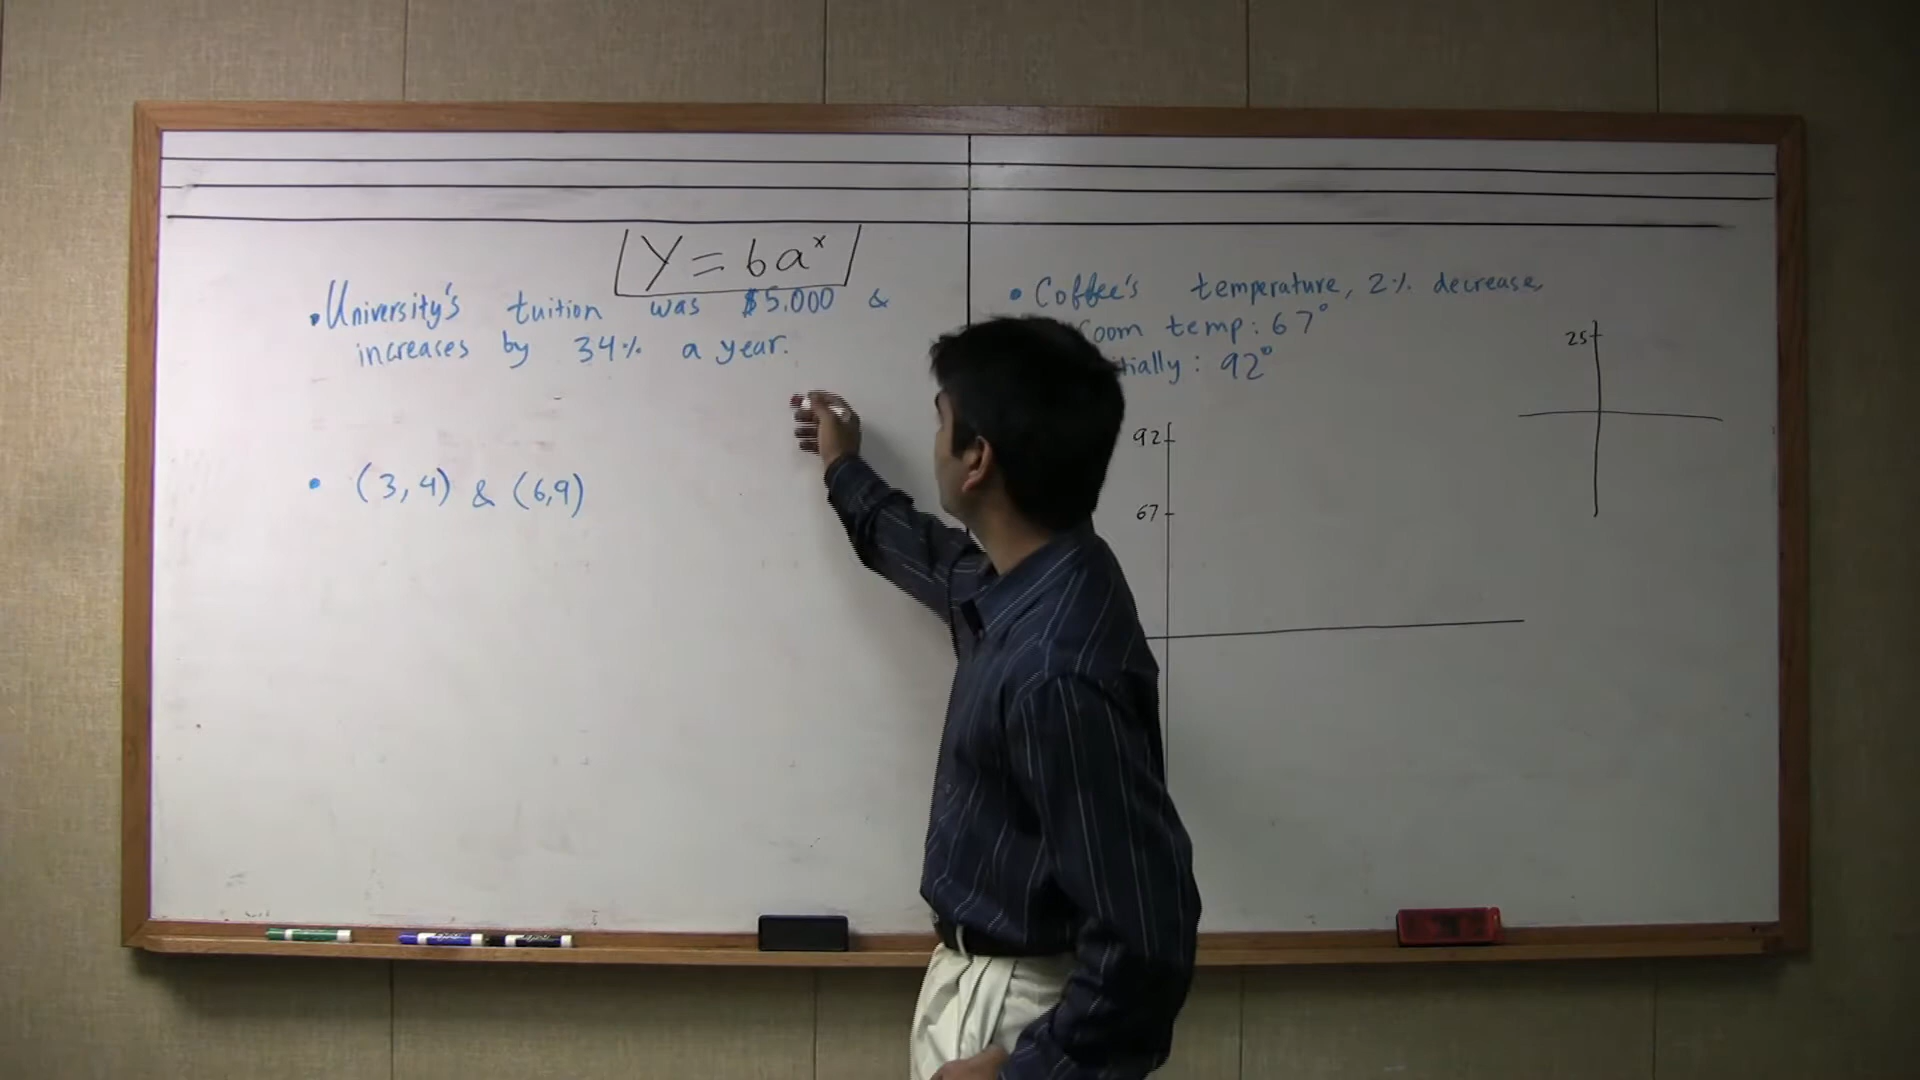 y = ba^x
• University's tuition was $5,000 &
increases by 34% a year.
• (3,4) & (6,9)
• Coffee's temperature, 2% decrease,
oom temp: 67°
tially: 92°
92
67
25